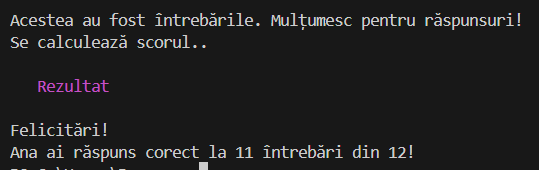 Acestea au fost întrebările. Mulțumesc pentru răspunsuri!
Se calculează scorul..
Rezultat
Felicitări!
Ana ai răspuns corect la 11 întrebări din 12!